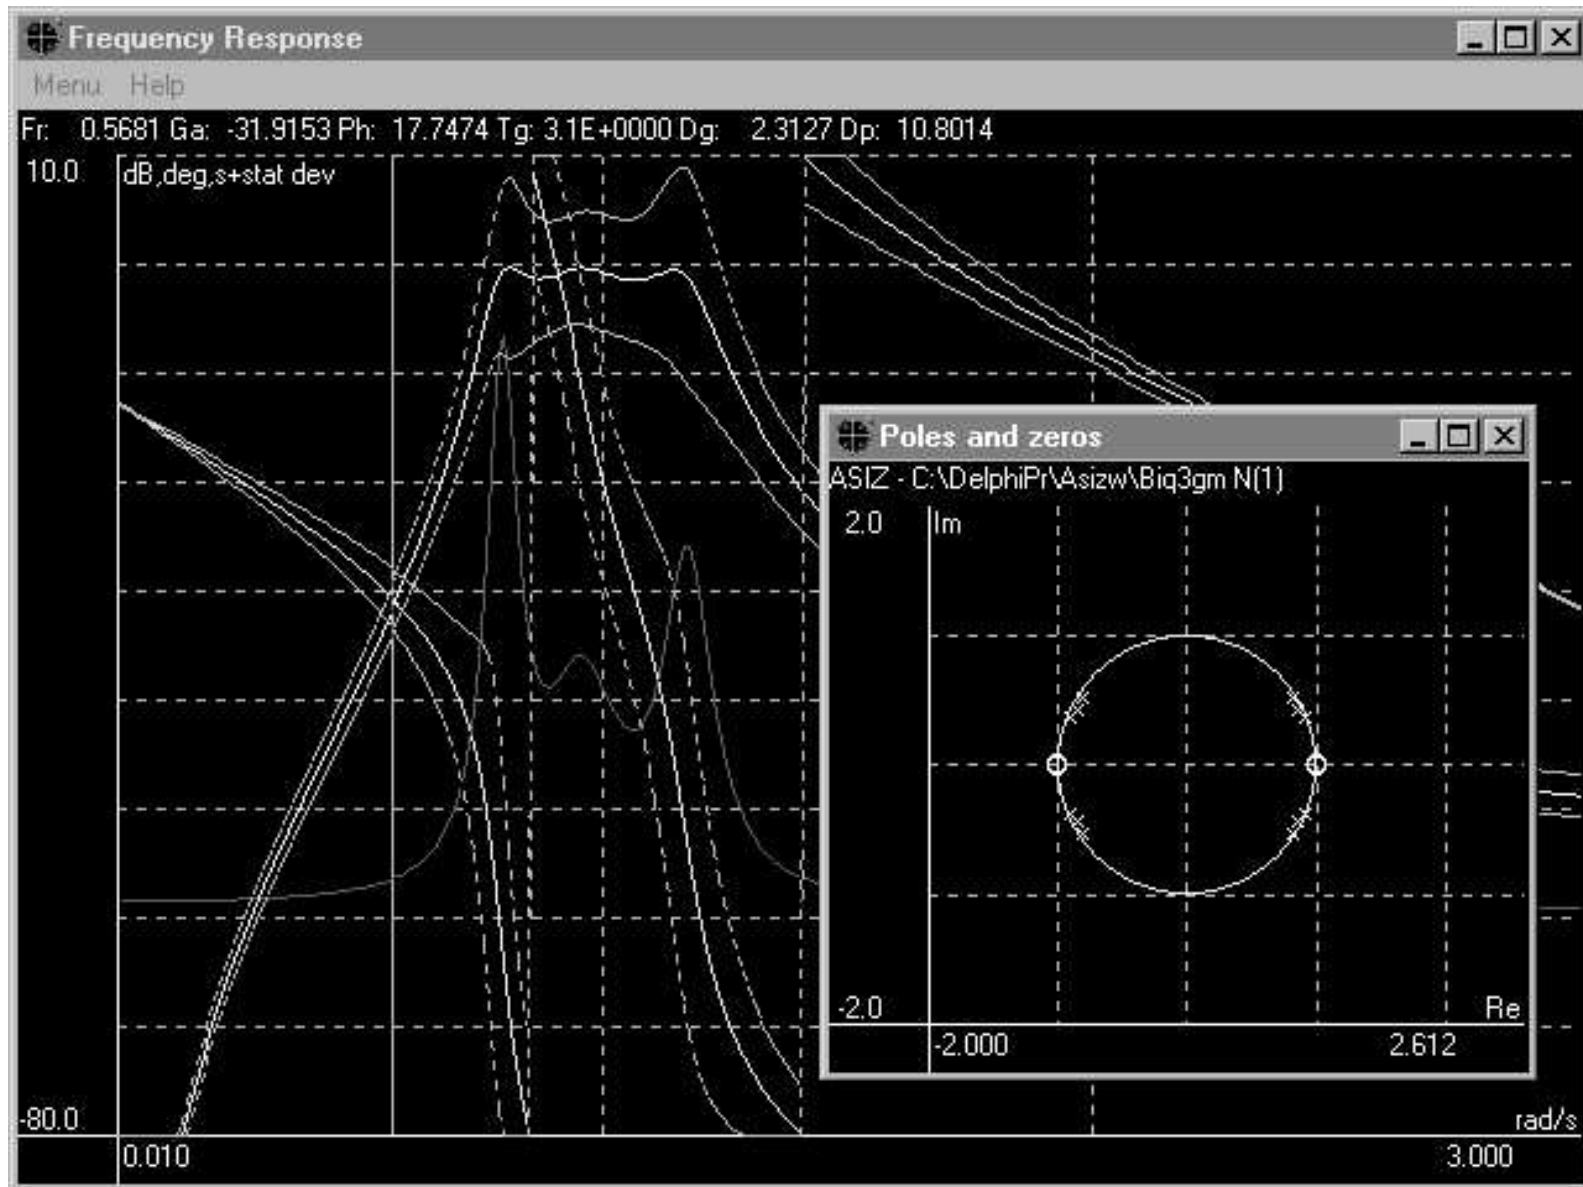 Frequency Response
Menu Help
Fr: 0.5681 Ga: -31.9153 Ph: 17.7474 Tg: 3.1E+0000 Dg: 2.3127 Dp: 10.8014
10.0 dB,deg,s+stat dev
Poles and zeros
ASIZ - C:\DelphiPr\Asizw\Biq3gm N(1)
2.0 Im
-2.0 Re
-2.000 2.612
-80.0 rad/s
0.010 3.000